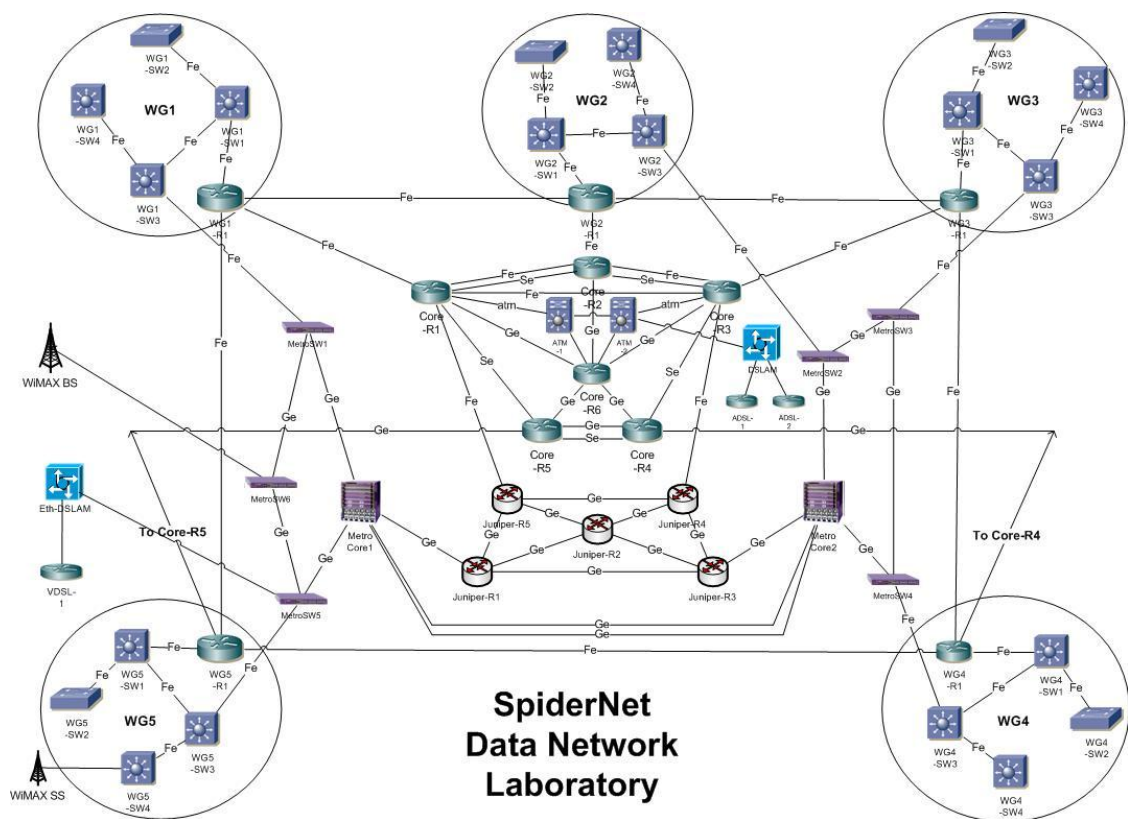 WG1
-SW2
Fe
WG1
WG1
-SW4
Fe
Fe
WG1
-SW1
Fe
WG1
-SW3
WG1
-R1
WG2
-SW2
WG2
-SW4
WG2
Fe
Fe
Fe
WG2
-SW1
WG2
-SW3
Fe
WG2
-R1
WG3
-SW2
Fe
WG3
WG3
-SW4
WG3
-SW1
Fe
Fe
Fe
WG3
-SW3
WG3
-R1
Fe
Fe
Fe
Fe
Fe
Fe
Fe
Fe
Fe
Fe
Se
Fe
Se
Core
-R2
Fe
Core
-R1
Core
-R3
atm
atm
ATM
-1
ATM
-2
Ge
Ge
Ge
Se
Se
Core
-R6
DSLAM
ADSL-
1
ADSL-
2
MetroSW1
MetroSW2
MetroSW3
Ge
WiMAX BS
Fe
Fe
Fe
Fe
Ge
Ge
Ge
Ge
Ge
Ge
Ge
Ge
Se
Ge
Ge
Core
-R5
Core
-R4
Eth-DSLAM
MetroSW6
VDSL-
1
To Core-R5
To Core-R4
Metro
Core1
Metro
Core2
Ge
Ge
Ge
Ge
Juniper-R5
Juniper-R4
Juniper-R2
Juniper-R1
Juniper-R3
Ge
Ge
Ge
Ge
Ge
Ge
Ge
Ge
Ge
Ge
MetroSW5
MetroSW4
Ge
Ge
Fe
Fe
Fe
WG5
-SW1
Fe
WG5
-R1
Fe
Fe
WG5
-SW2
WG5
WG5
-SW3
Fe
WG5
-SW4
WiMAX SS
WG4
-R1
Fe
WG4
-SW1
Fe
Fe
WG4
WG4
-SW2
WG4
-SW3
Fe
WG4
-SW4
SpiderNet
Data Network
Laboratory